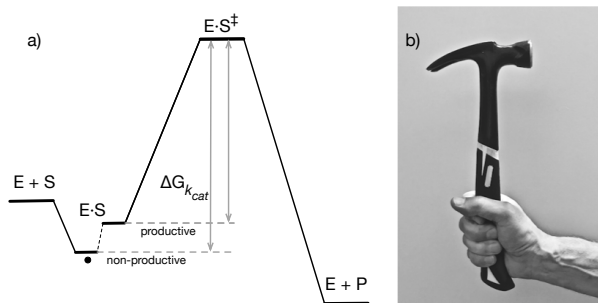 a)
E·S‡
b)
E + S
ΔGkcat
E·S
productive
non-productive
E + P